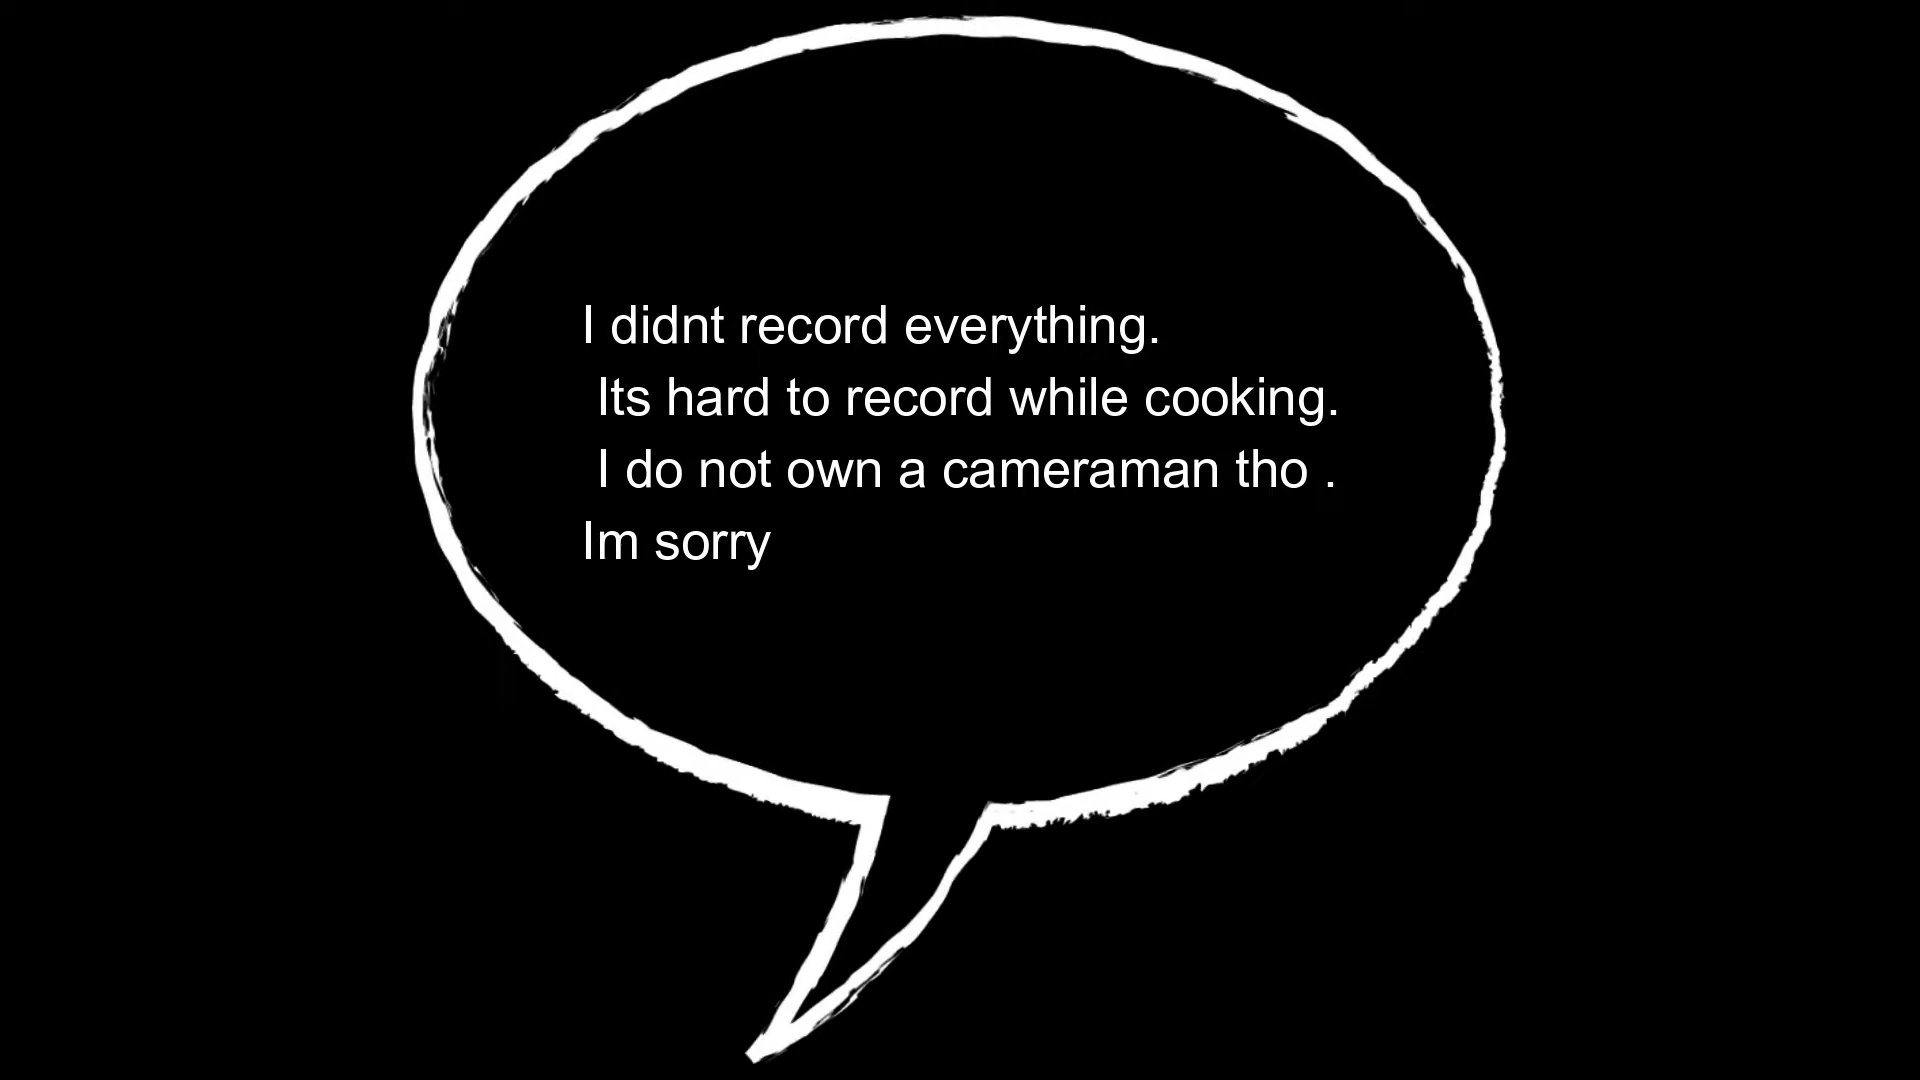 I didnt record everything.
Its hard to record while cooking.
I do not own a cameraman tho .
Im sorry